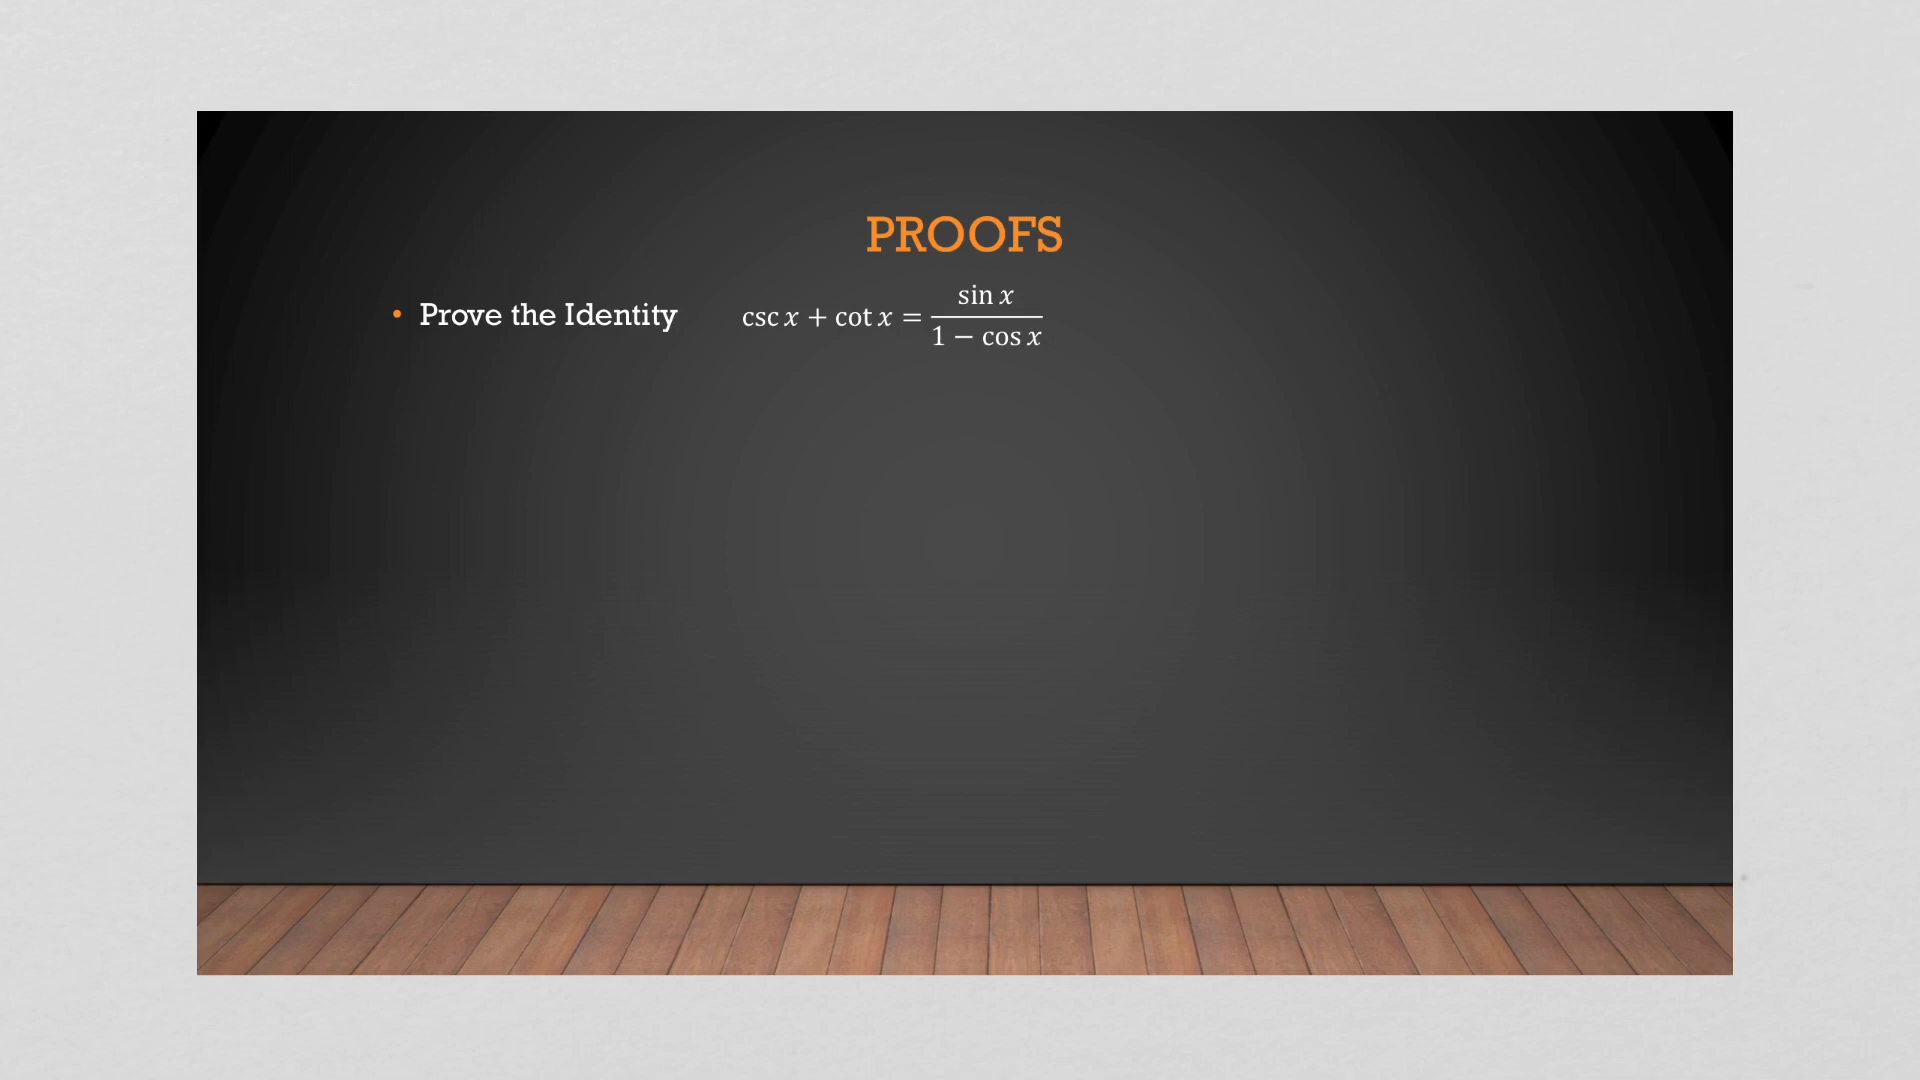 PROOFS
• Prove the Identity csc x + cot x = sin x / (1 − cos x)